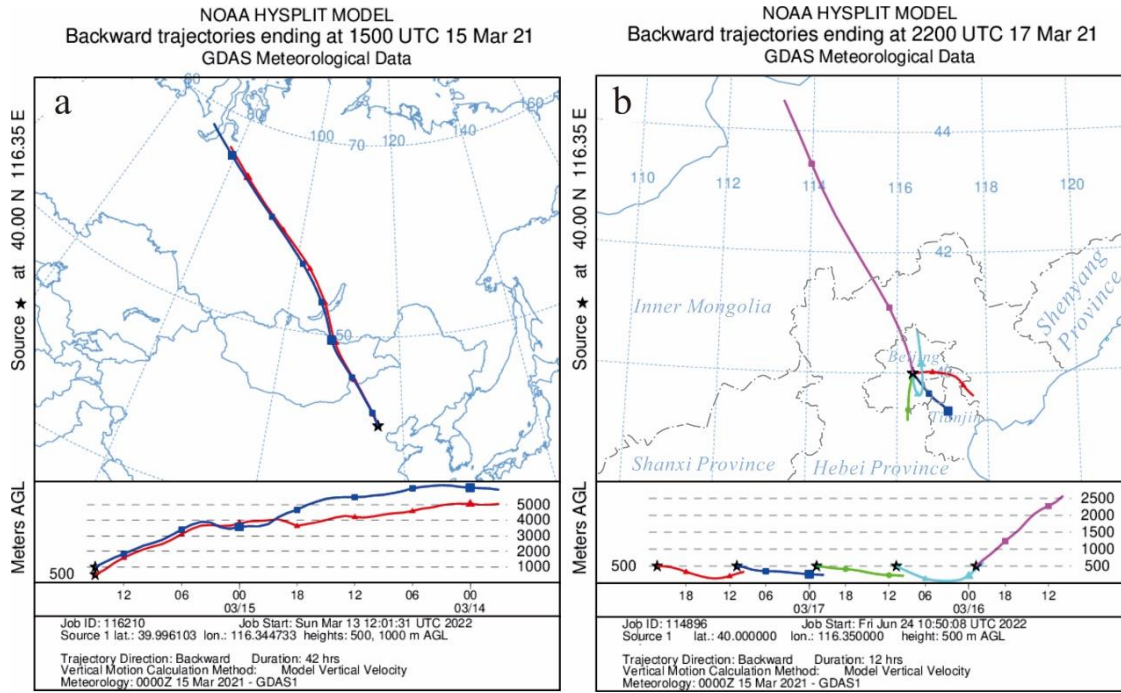 NOAA HYSPLIT MODEL
Backward trajectories ending at 1500 UTC 15 Mar 21
GDAS Meteorological Data
a
Source ★ at 40.00 N 116.35 E
60
80
100
120
140
160
70
50
Meters AGL
5000
4000
3000
2000
1000
500
12 06 00 18 12 06 00
03/15 03/14
Job ID: 116210 Job Start: Sun Mar 13 12:01:31 UTC 2022
Source 1 lat.: 39.996103 lon.: 116.344733 heights: 500, 1000 m AGL
Trajectory Direction: Backward Duration: 42 hrs
Vertical Motion Calculation Method: Model Vertical Velocity
Meteorology: 0000Z 15 Mar 2021 - GDAS1
NOAA HYSPLIT MODEL
Backward trajectories ending at 2200 UTC 17 Mar 21
GDAS Meteorological Data
b
Source ★ at 40.00 N 116.35 E
110 112 114 116 118 120
44
42
40
Inner Mongolia
Shenyang
Province
Beijing
Tianjin
Shanxi Province
Hebei Province
Meters AGL
2500
2000
1500
1000
500
500
18 12 06 00 18 12 06 00 18 12
03/17 03/16
Job ID: 114896 Job Start: Fri Jun 24 10:50:08 UTC 2022
Source 1 lat.: 40.000000 lon.: 116.350000 height: 500 m AGL
Trajectory Direction: Backward Duration: 12 hrs
Vertical Motion Calculation Method: Model Vertical Velocity
Meteorology: 0000Z 15 Mar 2021 - GDAS1